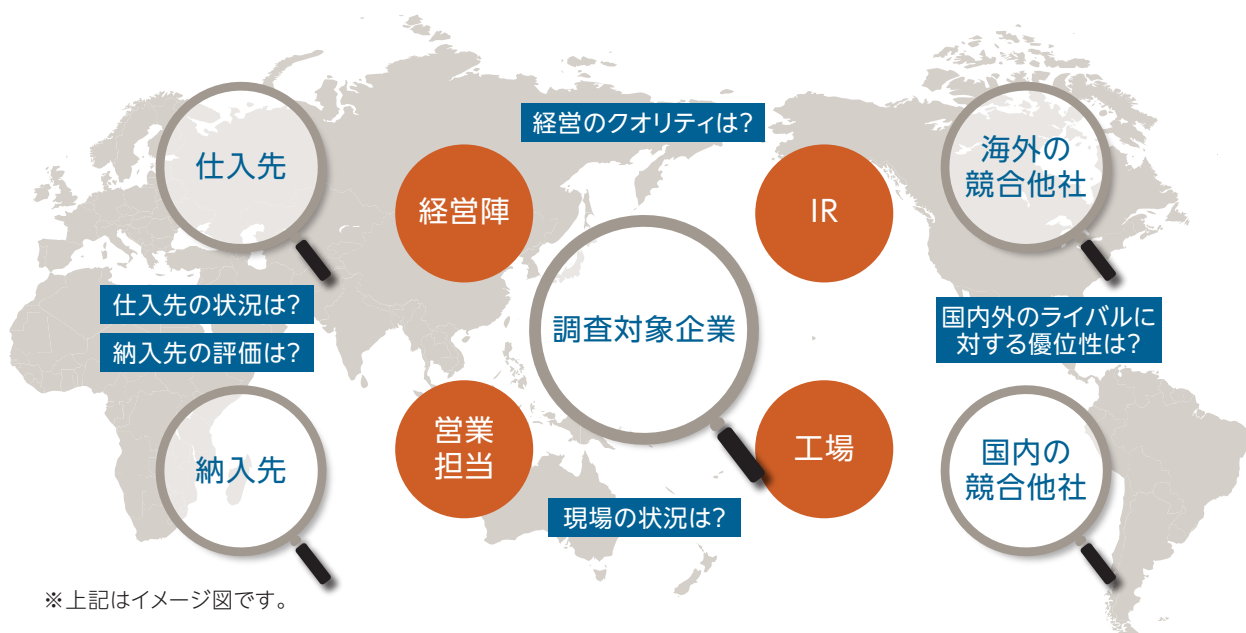 経営のクオリティは?
仕入先
経営陣
IR
海外の
競合他社
仕入先の状況は?
納入先の評価は?
調査対象企業
国内外のライバルに
対する優位性は?
納入先
営業
担当
工場
国内の
競合他社
現場の状況は?
※上記はイメージ図です。